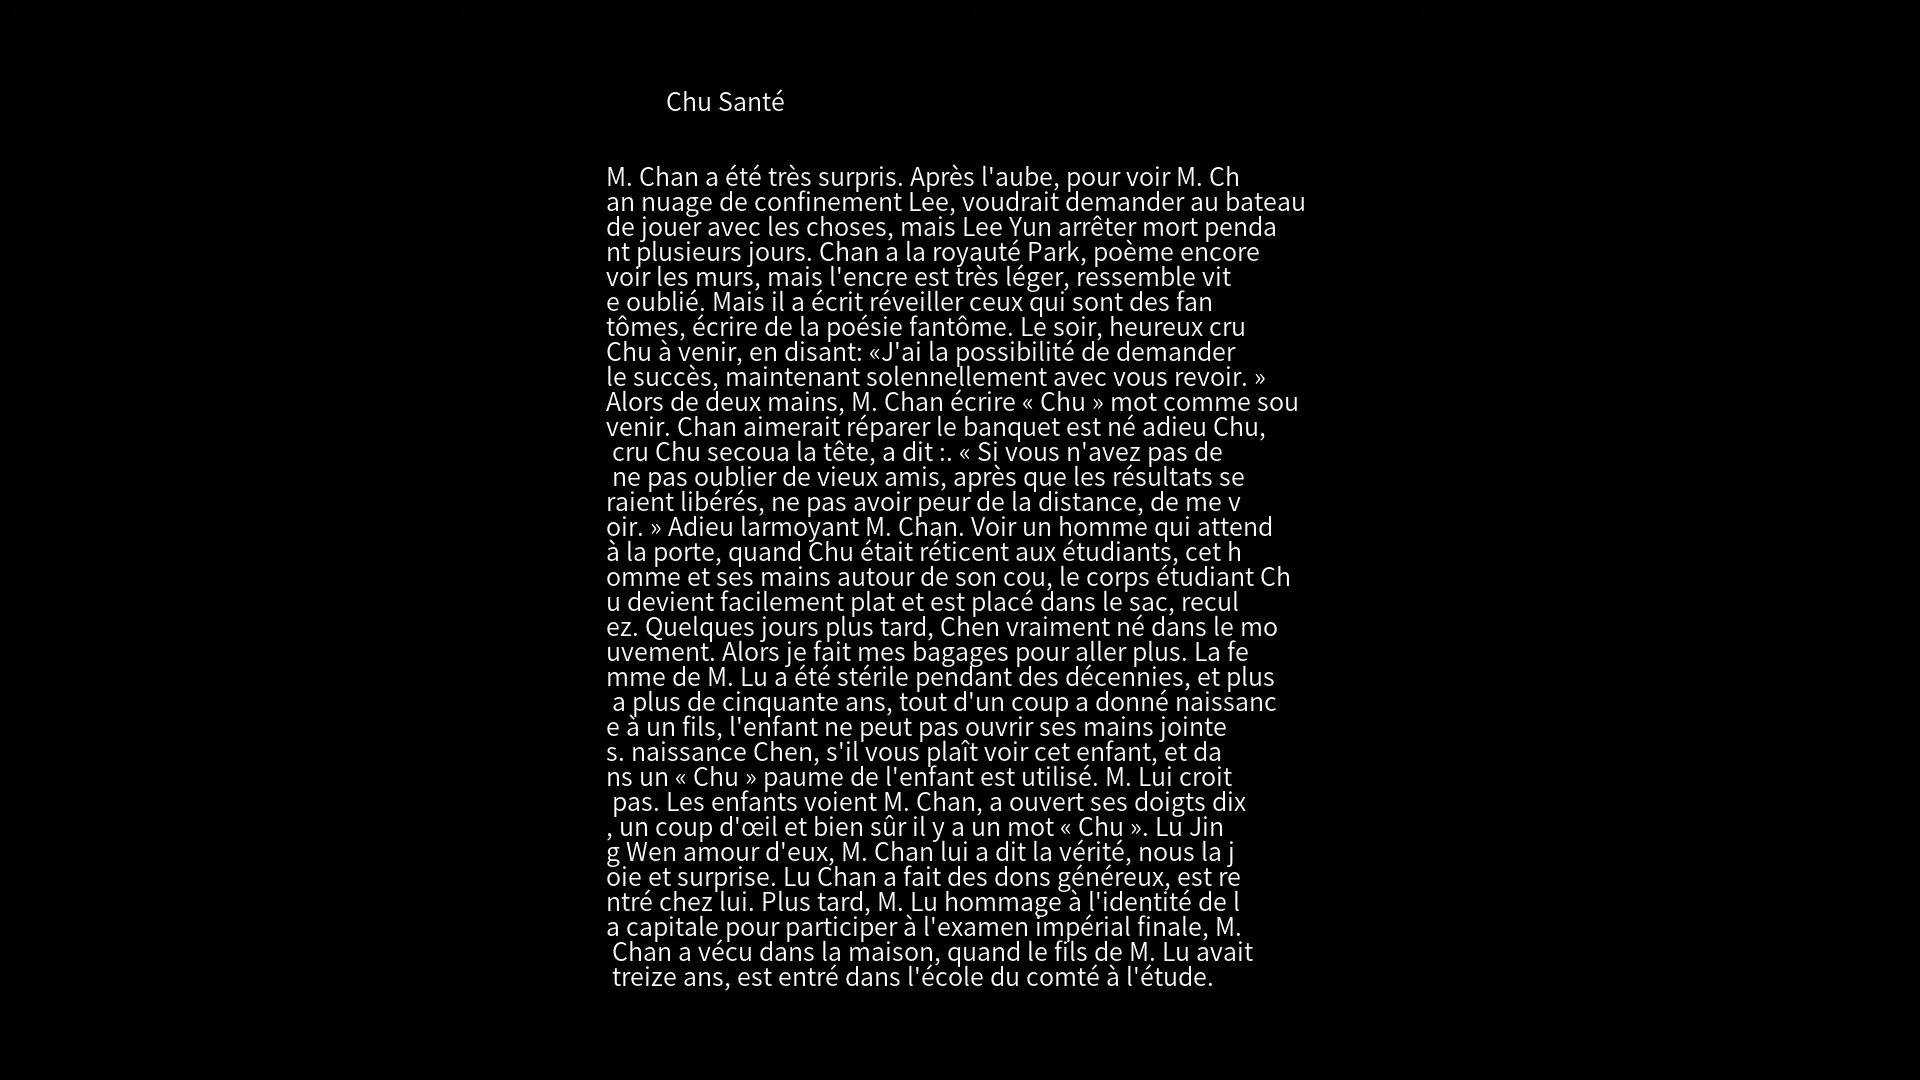 Chu Santé
M. Chan a été très surpris. Après l'aube, pour voir M. Ch
an nuage de confinement Lee, voudrait demander au bateau
de jouer avec les choses, mais Lee Yun arrêter mort penda
nt plusieurs jours. Chan a la royauté Park, poème encore
voir les murs, mais l'encre est très léger, ressemble vit
e oublié. Mais il a écrit réveiller ceux qui sont des fan
tômes, écrire de la poésie fantôme. Le soir, heureux cru
Chu à venir, en disant: «J'ai la possibilité de demander
le succès, maintenant solennellement avec vous revoir. »
Alors de deux mains, M. Chan écrire « Chu » mot comme sou
venir. Chan aimerait réparer le banquet est né adieu Chu,
cru Chu secoua la tête, a dit :. « Si vous n'avez pas de
ne pas oublier de vieux amis, après que les résultats se
raient libérés, ne pas avoir peur de la distance, de me v
oir. » Adieu larmoyant M. Chan. Voir un homme qui attend
à la porte, quand Chu était réticent aux étudiants, cet h
omme et ses mains autour de son cou, le corps étudiant Ch
u devient facilement plat et est placé dans le sac, recul
ez. Quelques jours plus tard, Chen vraiment né dans le mo
uvement. Alors je fait mes bagages pour aller plus. La fe
mme de M. Lu a été stérile pendant des décennies, et plus
a plus de cinquante ans, tout d'un coup a donné naissanc
e à un fils, l'enfant ne peut pas ouvrir ses mains jointe
s. naissance Chen, s'il vous plaît voir cet enfant, et da
ns un « Chu » paume de l'enfant est utilisé. M. Lui croit
pas. Les enfants voient M. Chan, a ouvert ses doigts dix
, un coup d'œil et bien sûr il y a un mot « Chu ». Lu Jin
g Wen amour d'eux, M. Chan lui a dit la vérité, nous la j
oie et surprise. Lu Chan a fait des dons généreux, est re
ntré chez lui. Plus tard, M. Lu hommage à l'identité de l
a capitale pour participer à l'examen impérial finale, M.
Chan a vécu dans la maison, quand le fils de M. Lu avait
treize ans, est entré dans l'école du comté à l'étude.